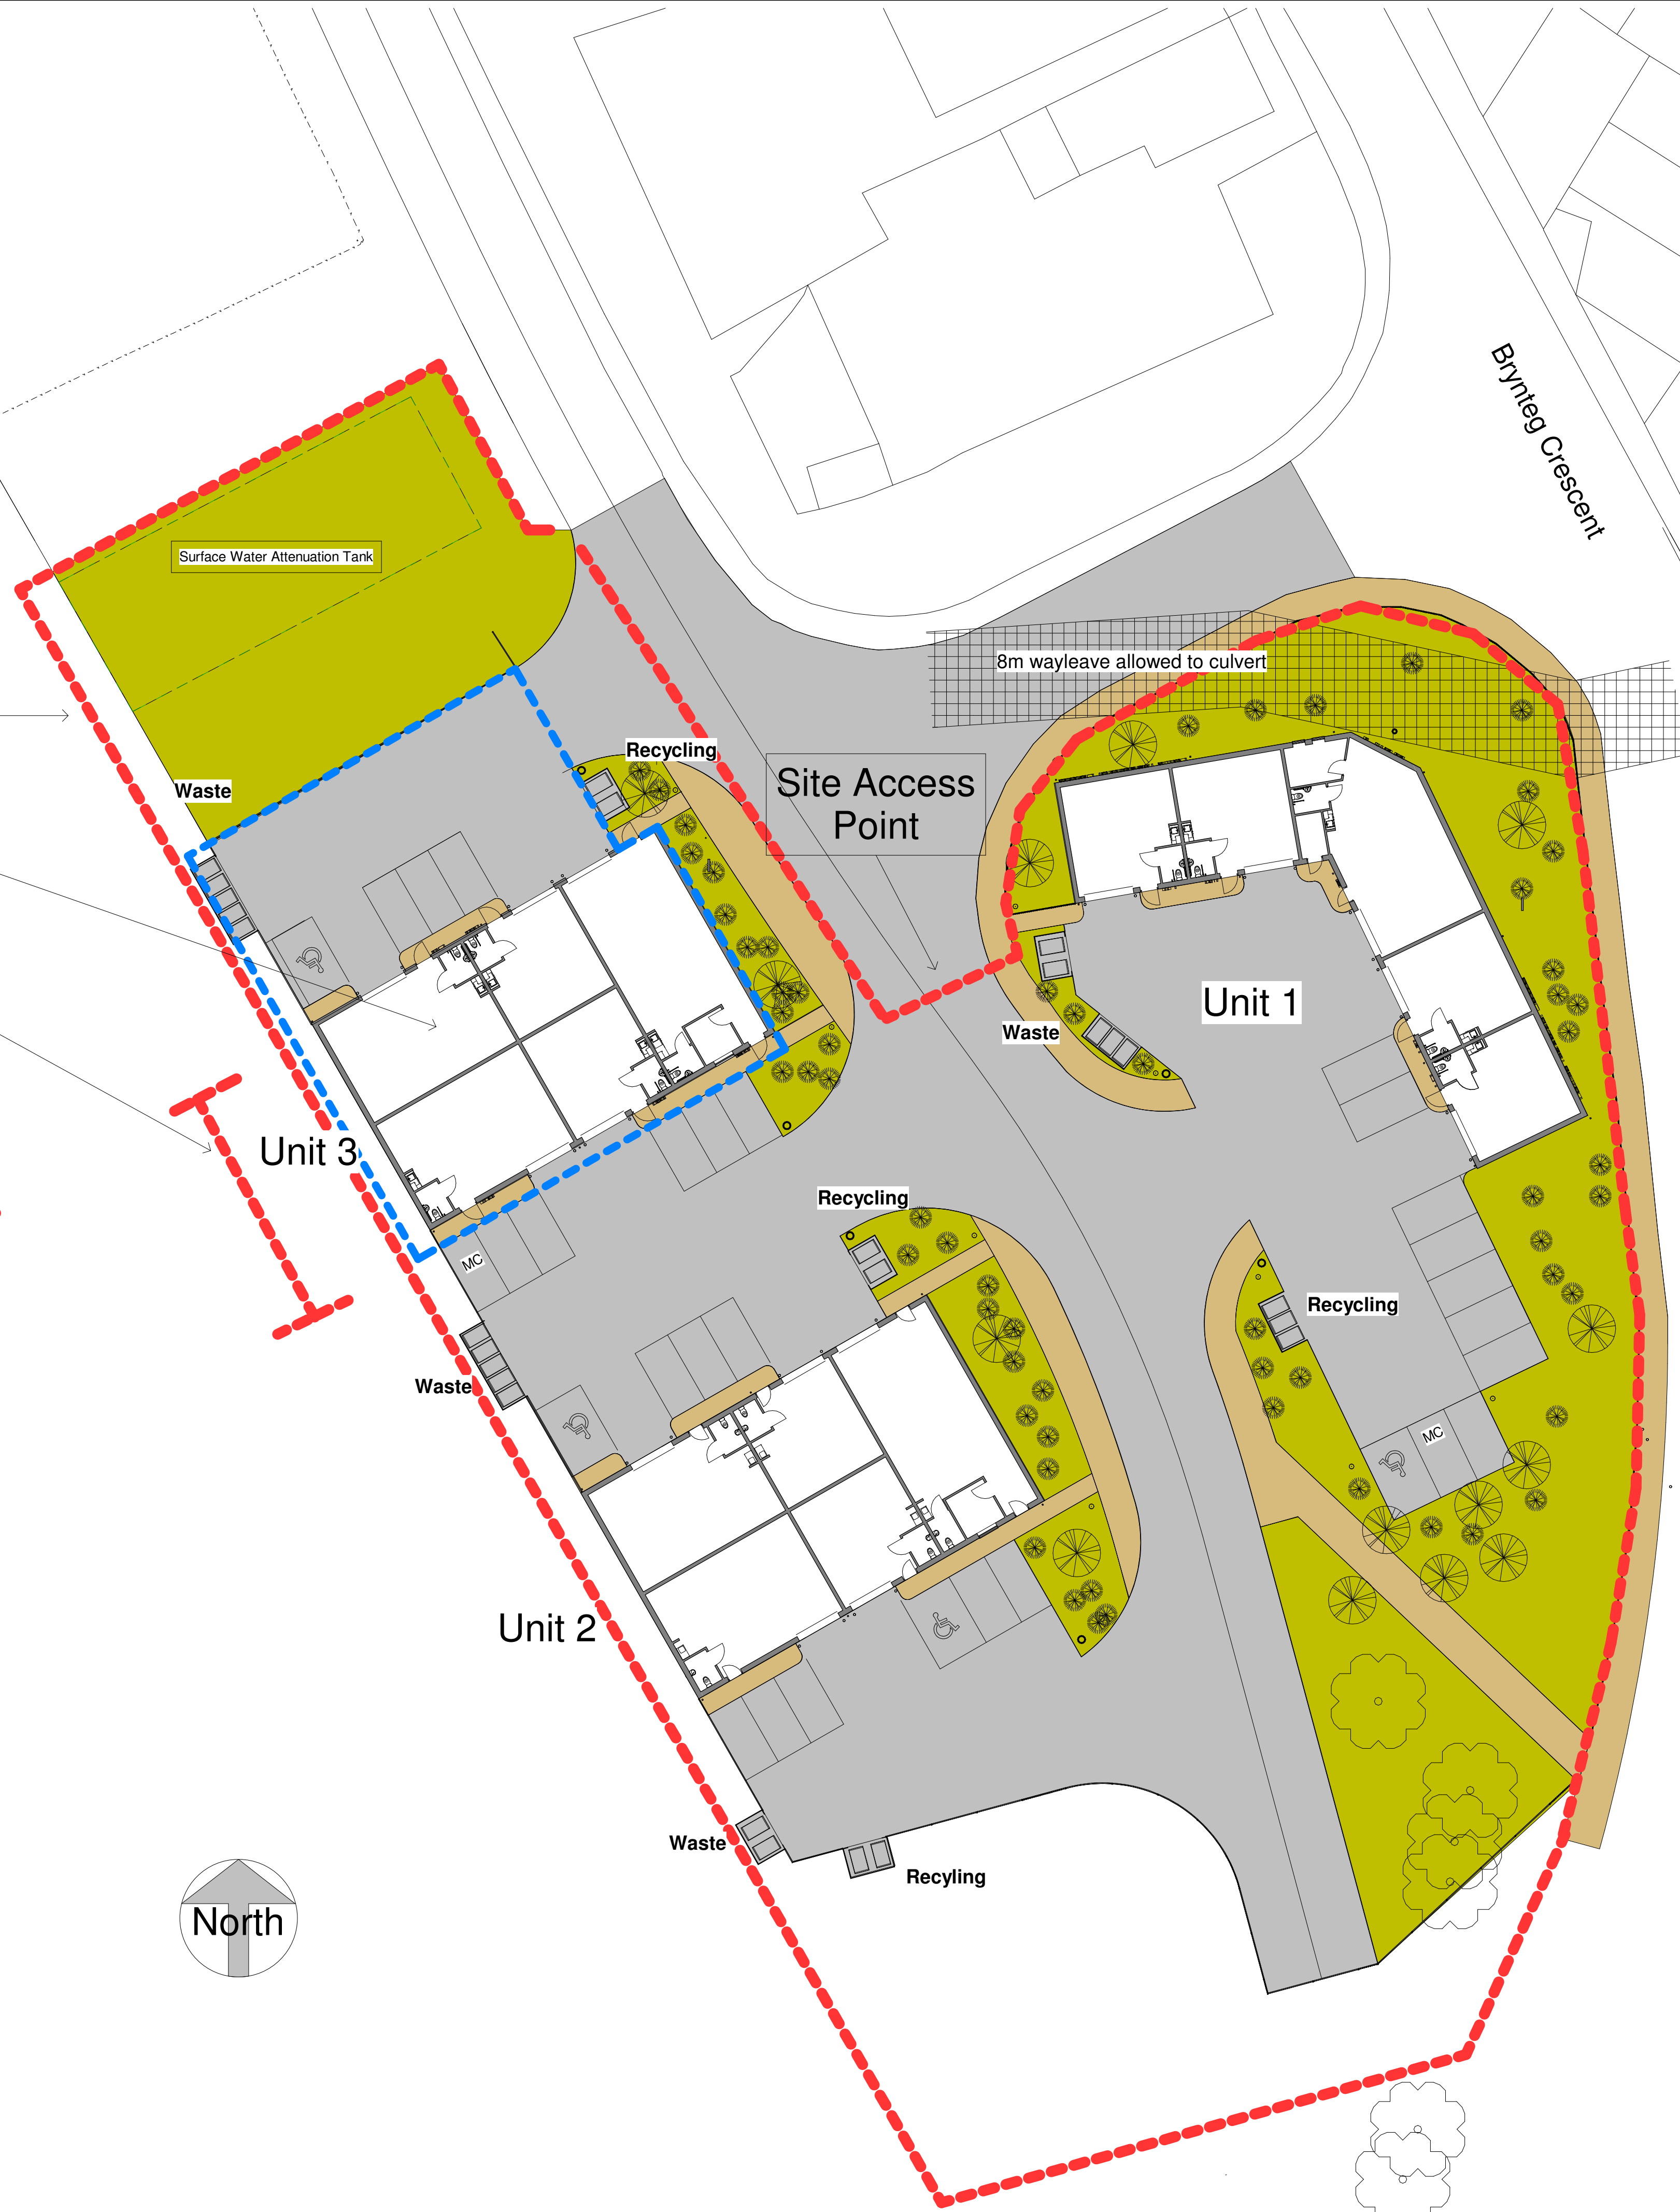 Brynteg Crescent
Surface Water Attenuation Tank
8m wayleave allowed to culvert
Recycling
Waste
Site Access
Point
Unit 1
Waste
Unit 3
Recycling
MC
Recycling
Waste
MC
Unit 2
Waste
Recyling
North